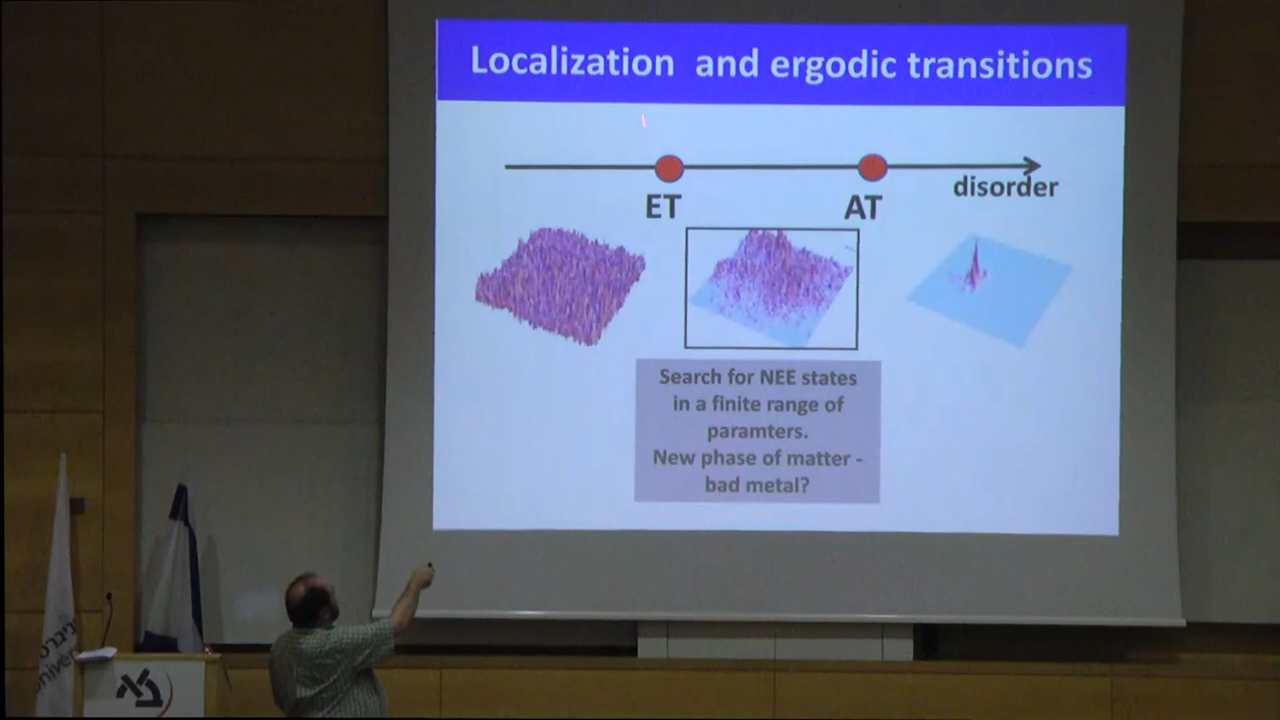 Localization and ergodic transitions
ET
AT
disorder
Search for NEE states
in a finite range of
paramters.
New phase of matter -
bad metal?